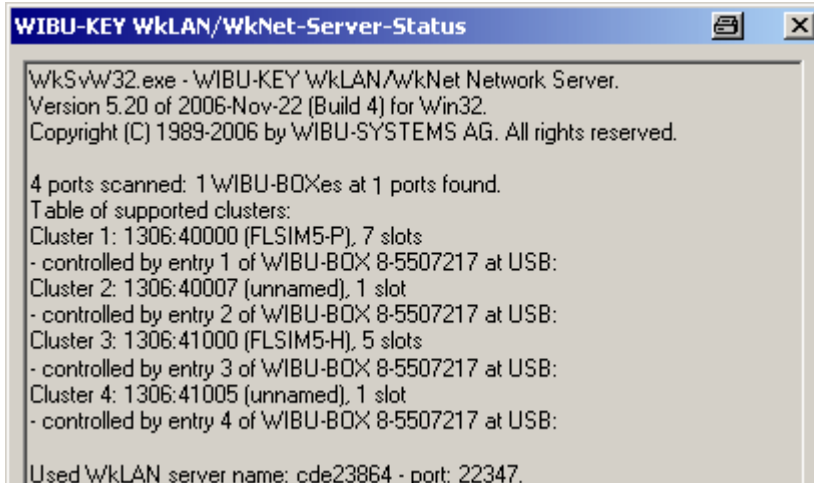 WIBU-KEY WkLAN/WkNet-Server-Status
WkSvW32.exe - WIBU-KEY WkLAN/WkNet Network Server.
Version 5.20 of 2006-Nov-22 (Build 4) for Win32.
Copyright (C) 1989-2006 by WIBU-SYSTEMS AG. All rights reserved.
4 ports scanned: 1 WIBU-BOXes at 1 ports found.
Table of supported clusters:
Cluster 1: 1306:40000 (FLSIM5-P), 7 slots
- controlled by entry 1 of WIBU-BOX 8-5507217 at USB:
Cluster 2: 1306:40007 (unnamed), 1 slot
- controlled by entry 2 of WIBU-BOX 8-5507217 at USB:
Cluster 3: 1306:41000 (FLSIM5-H), 5 slots
- controlled by entry 3 of WIBU-BOX 8-5507217 at USB:
Cluster 4: 1306:41005 (unnamed), 1 slot
- controlled by entry 4 of WIBU-BOX 8-5507217 at USB:
Used WkLAN server name: cde23864 - port: 22347.